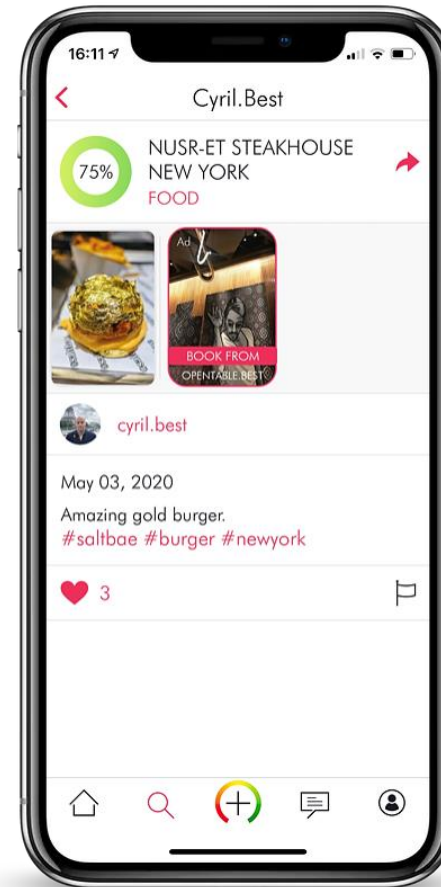 16:11
Cyril.Best
75%
NUSR-ET STEAKHOUSE
NEW YORK
FOOD
Ad
BOOK FROM
OPENTABLE.BEST
cyril.best
May 03, 2020
Amazing gold burger.
#saltbae #burger #newyork
3